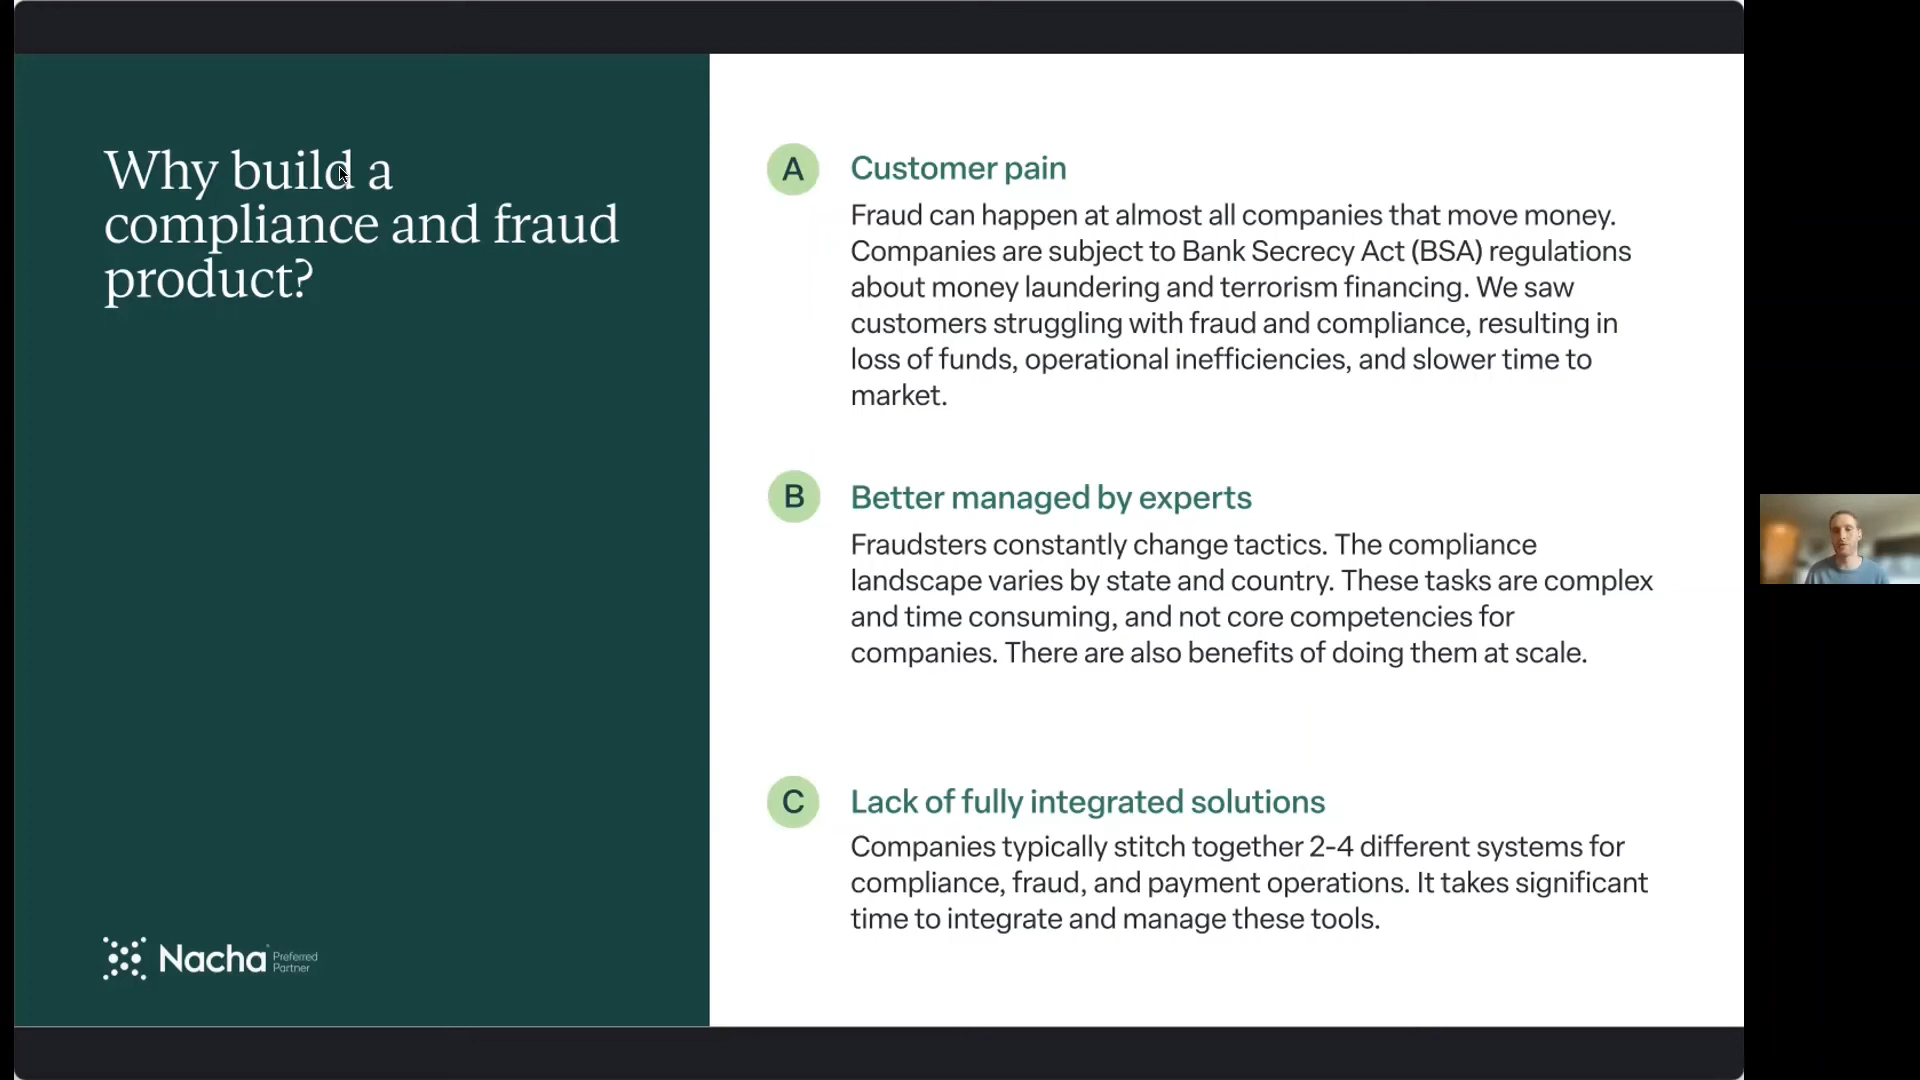 Why build a
compliance and fraud
product?
A
Customer pain
Fraud can happen at almost all companies that move money.
Companies are subject to Bank Secrecy Act (BSA) regulations
about money laundering and terrorism financing. We saw
customers struggling with fraud and compliance, resulting in
loss of funds, operational inefficiencies, and slower time to
market.
B
Better managed by experts
Fraudsters constantly change tactics. The compliance
landscape varies by state and country. These tasks are complex
and time consuming, and not core competencies for
companies. There are also benefits of doing them at scale.
C
Lack of fully integrated solutions
Companies typically stitch together 2-4 different systems for
compliance, fraud, and payment operations. It takes significant
time to integrate and manage these tools.
Nacha
Preferred
Partner